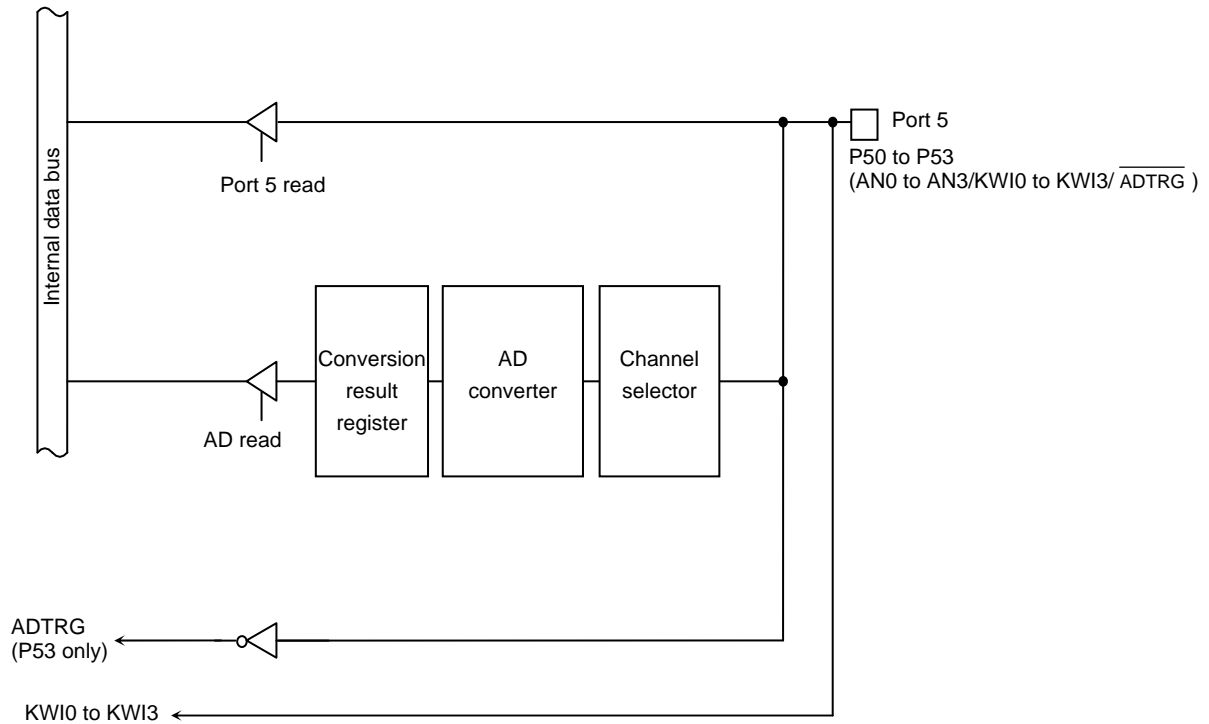 Internal data bus
Port 5 read
Port 5
P50 to P53
(AN0 to AN3/KWI0 to KWI3/ ADTRG )
Conversion
result
register
AD
converter
Channel
selector
AD read
ADTRG
(P53 only)
KWI0 to KWI3